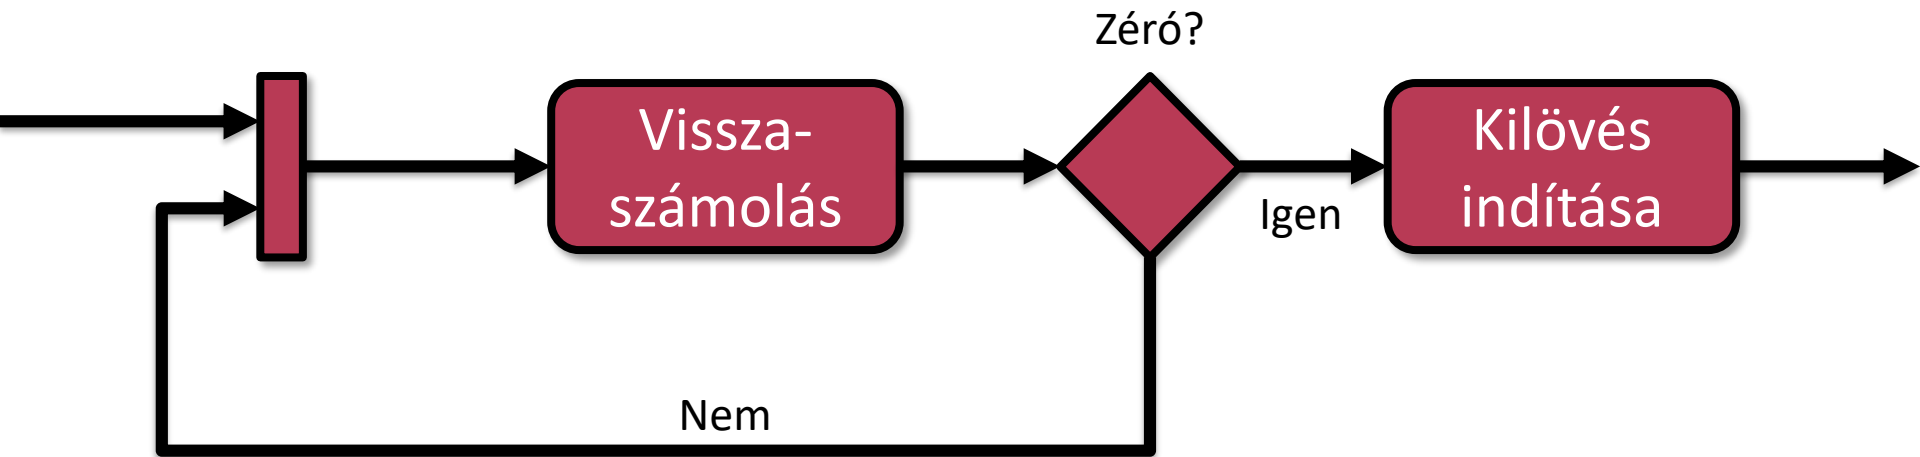 Zéró?
Vissza-
számolás
Kilövés
indítása
Igen
Nem